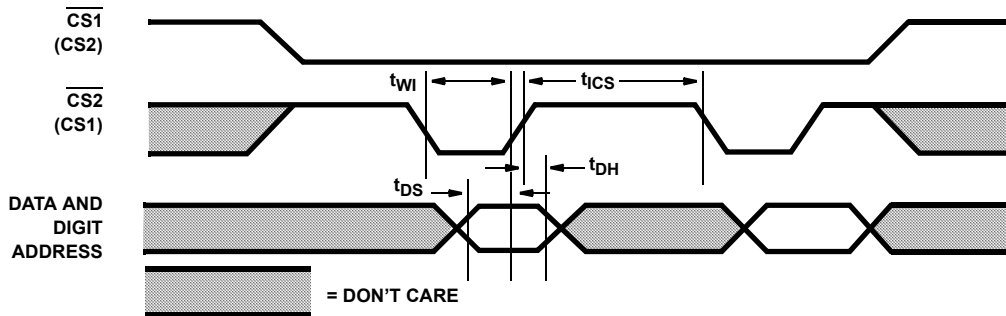 CS1
(CS2)
tWI
tICS
CS2
(CS1)
tDH
tDS
DATA AND
DIGIT
ADDRESS
= DON'T CARE